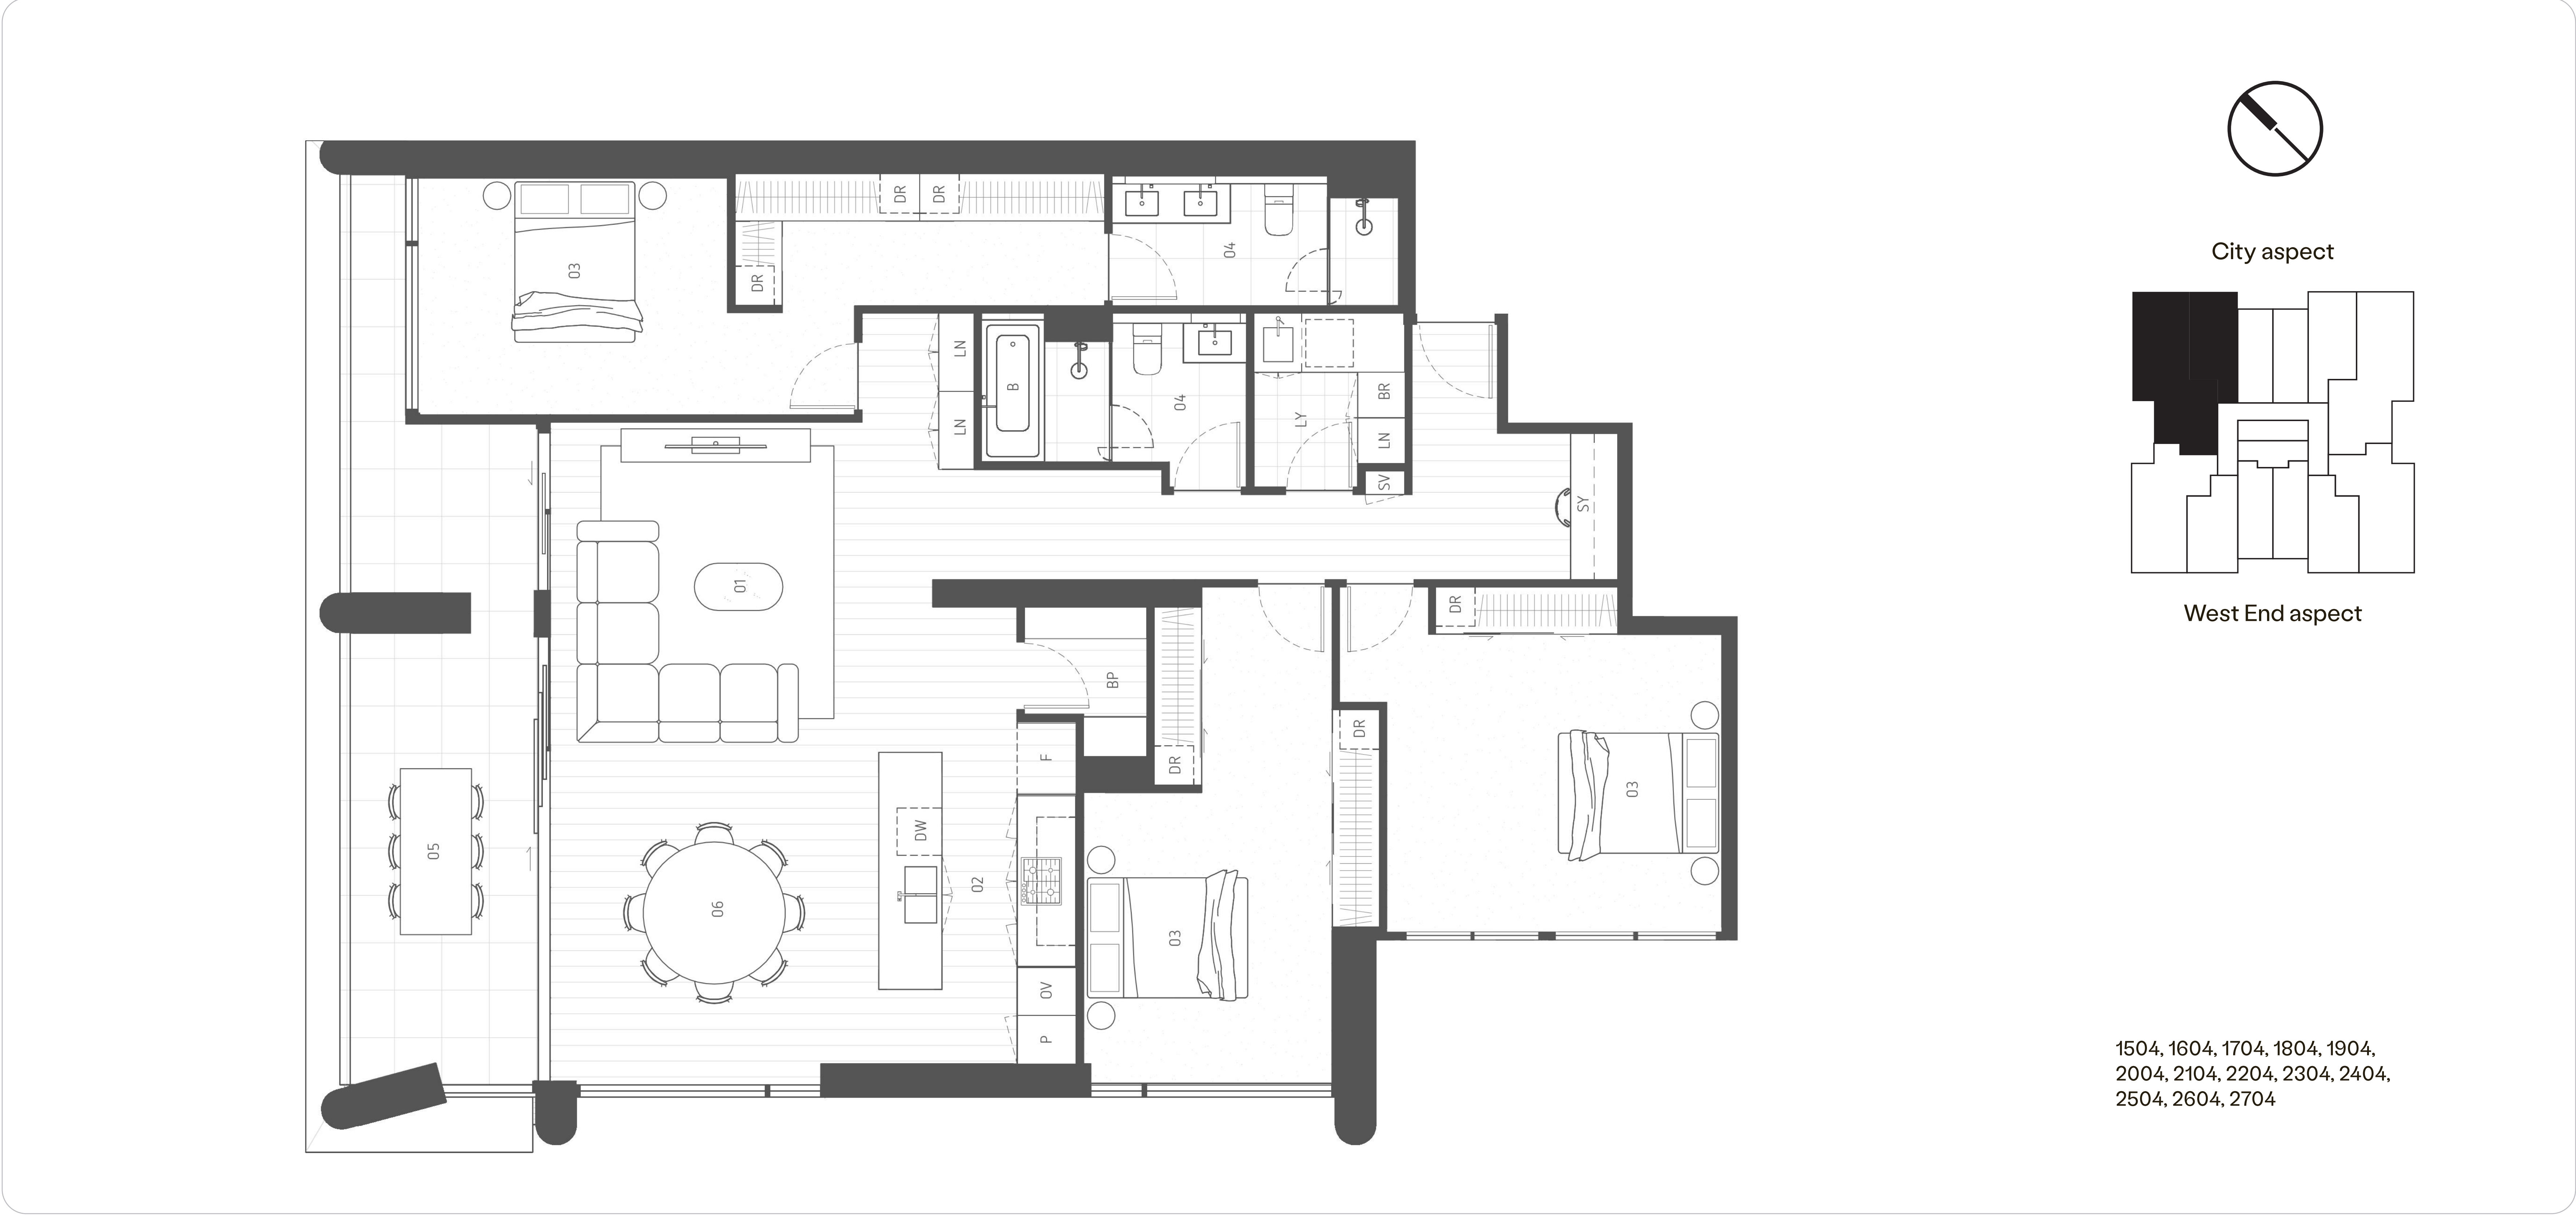 03
DR
DR
DR
04
LN
LN
B
04
LY
BR
LN
SV
SY
01
BP
DR
DR
DR
F
DW
02
OV
P
03
03
05
06
City aspect
West End aspect
1504, 1604, 1704, 1804, 1904,
2004, 2104, 2204, 2304, 2404,
2504, 2604, 2704